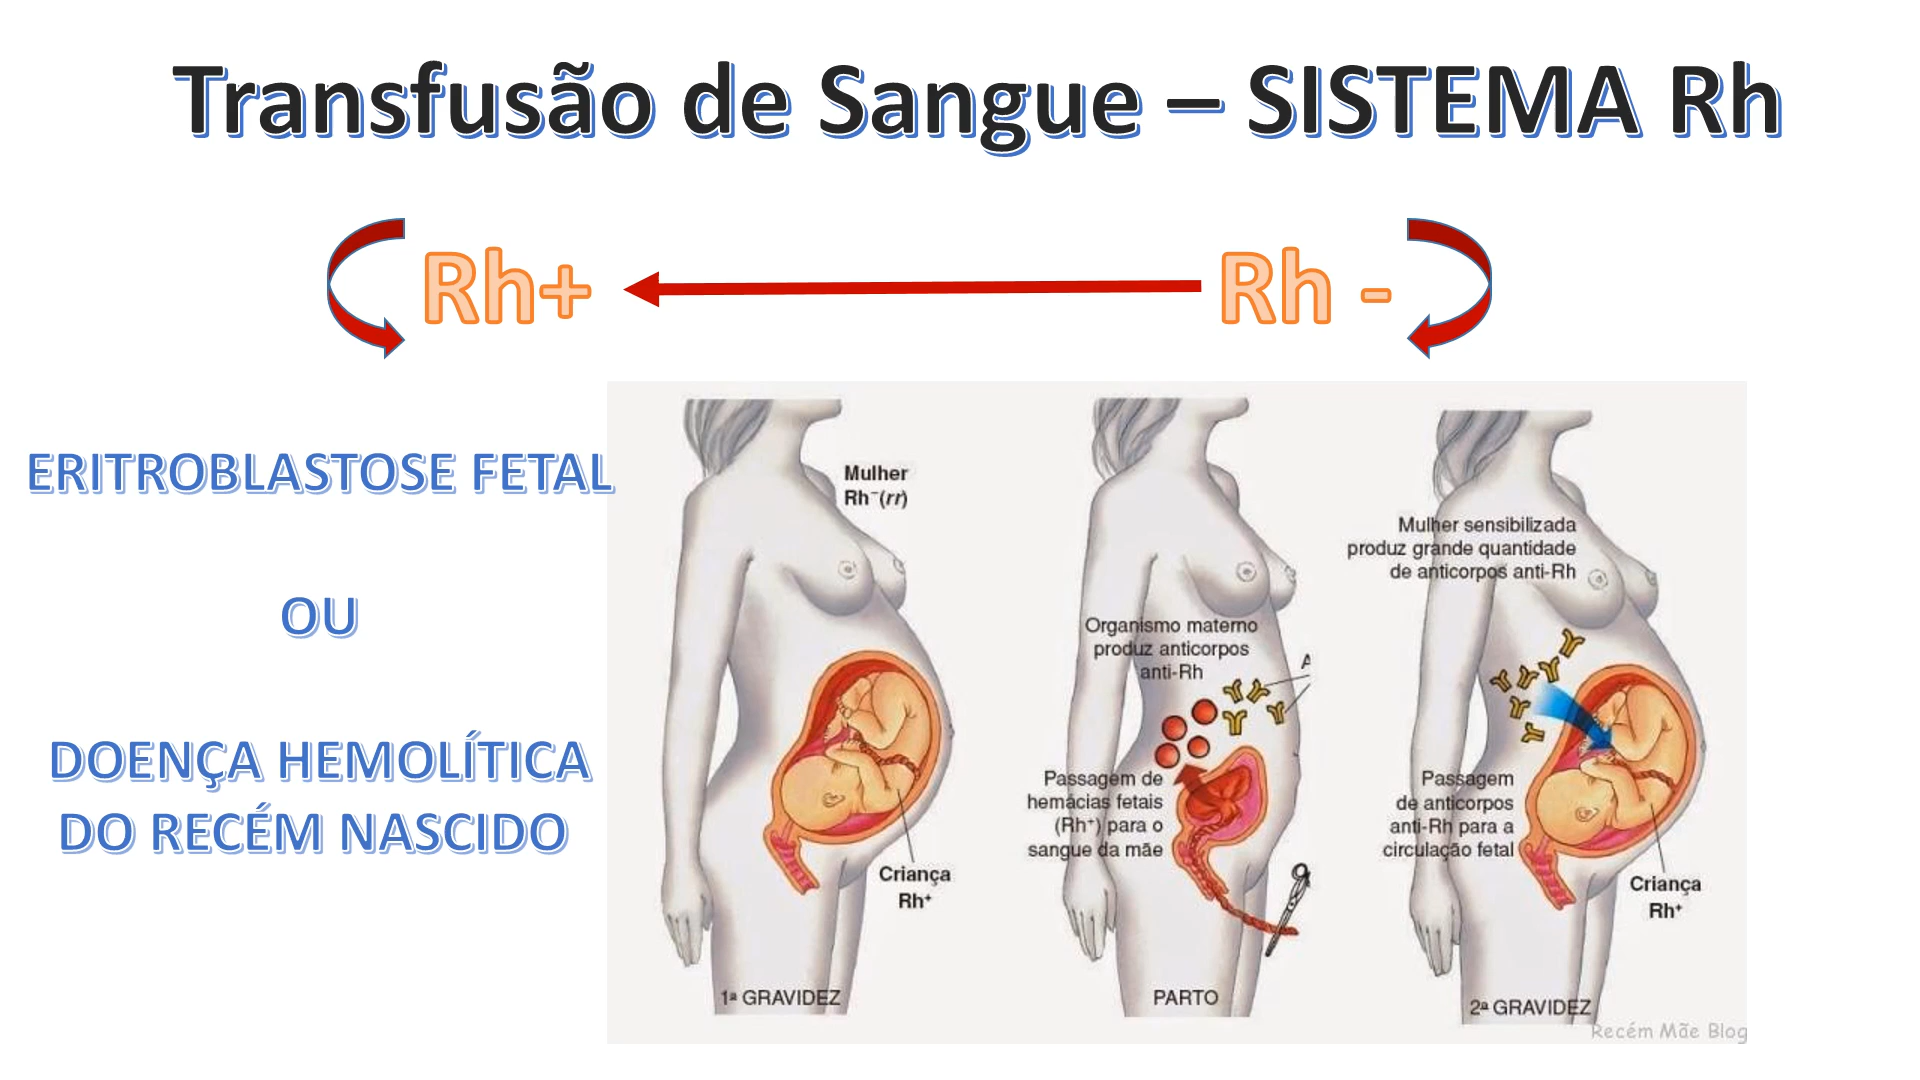 Transfusão de Sangue – SISTEMA Rh
Rh+
Rh -
ERITROBLASTOSE FETAL
OU
DOENÇA HEMOLÍTICA
DO RECÉM NASCIDO
Mulher
Rh⁻(rr)
Criança
Rh⁺
1ª GRAVIDEZ
Organismo materno
produz anticorpos
anti-Rh
A
Passagem de
hemácias fetais
(Rh⁺) para o
sangue da mãe
PARTO
Mulher sensibilizada
produz grande quantidade
de anticorpos anti-Rh
Passagem
de anticorpos
anti-Rh para a
circulação fetal
Criança
Rh⁺
2ª GRAVIDEZ
Recém Mãe Blog